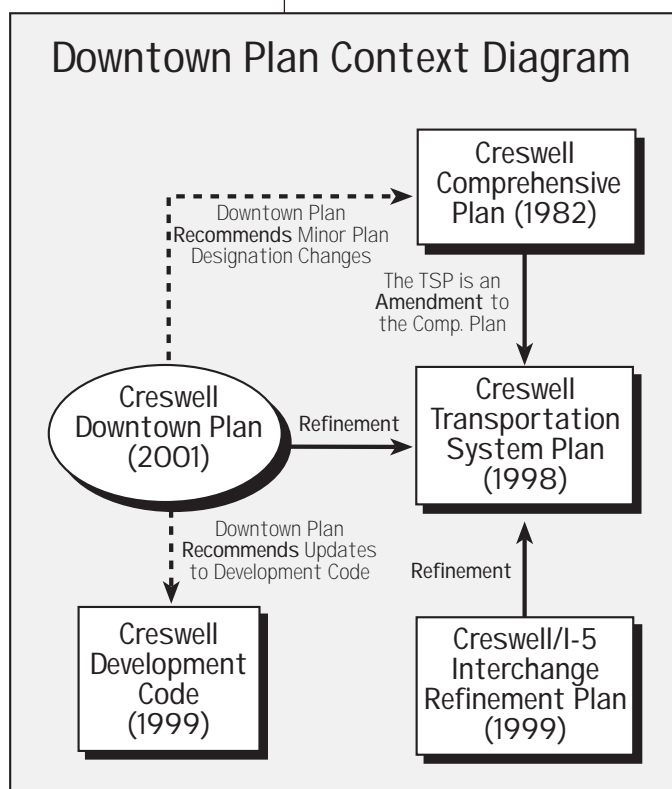 Downtown Plan Context Diagram
Creswell
Comprehensive
Plan (1982)
Downtown Plan
Recommends Minor Plan
Designation Changes
The TSP is an
Amendment to
the Comp. Plan
Creswell
Downtown Plan
(2001)
Refinement
Creswell
Transportation
System Plan
(1998)
Downtown Plan
Recommends Updates
to Development Code
Refinement
Creswell
Development
Code
(1999)
Creswell/I-5
Interchange
Refinement Plan
(1999)